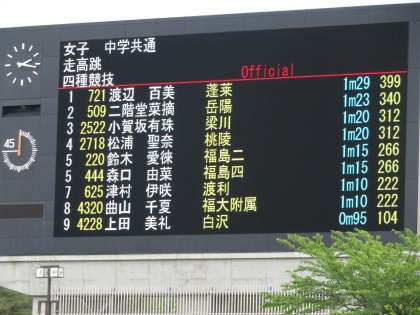 女子 中学共通
走高跳
四種競技
Official
1 721 渡辺 百美 蓬莱 1m29 399
2 509 二階堂菜摘 岳陽 1m23 340
3 2522 小賀坂有珠 梁川 1m20 312
4 2718 松浦 聖奈 桃陵 1m20 312
5 220 鈴木 愛徠 福島二 1m15 266
5 444 森口 由菜 福島四 1m15 266
7 625 津村 伊咲 渡利 1m10 222
8 4320 曲山 千夏 福大附属 1m10 222
9 4228 上田 美礼 白沢 0m95 104
45